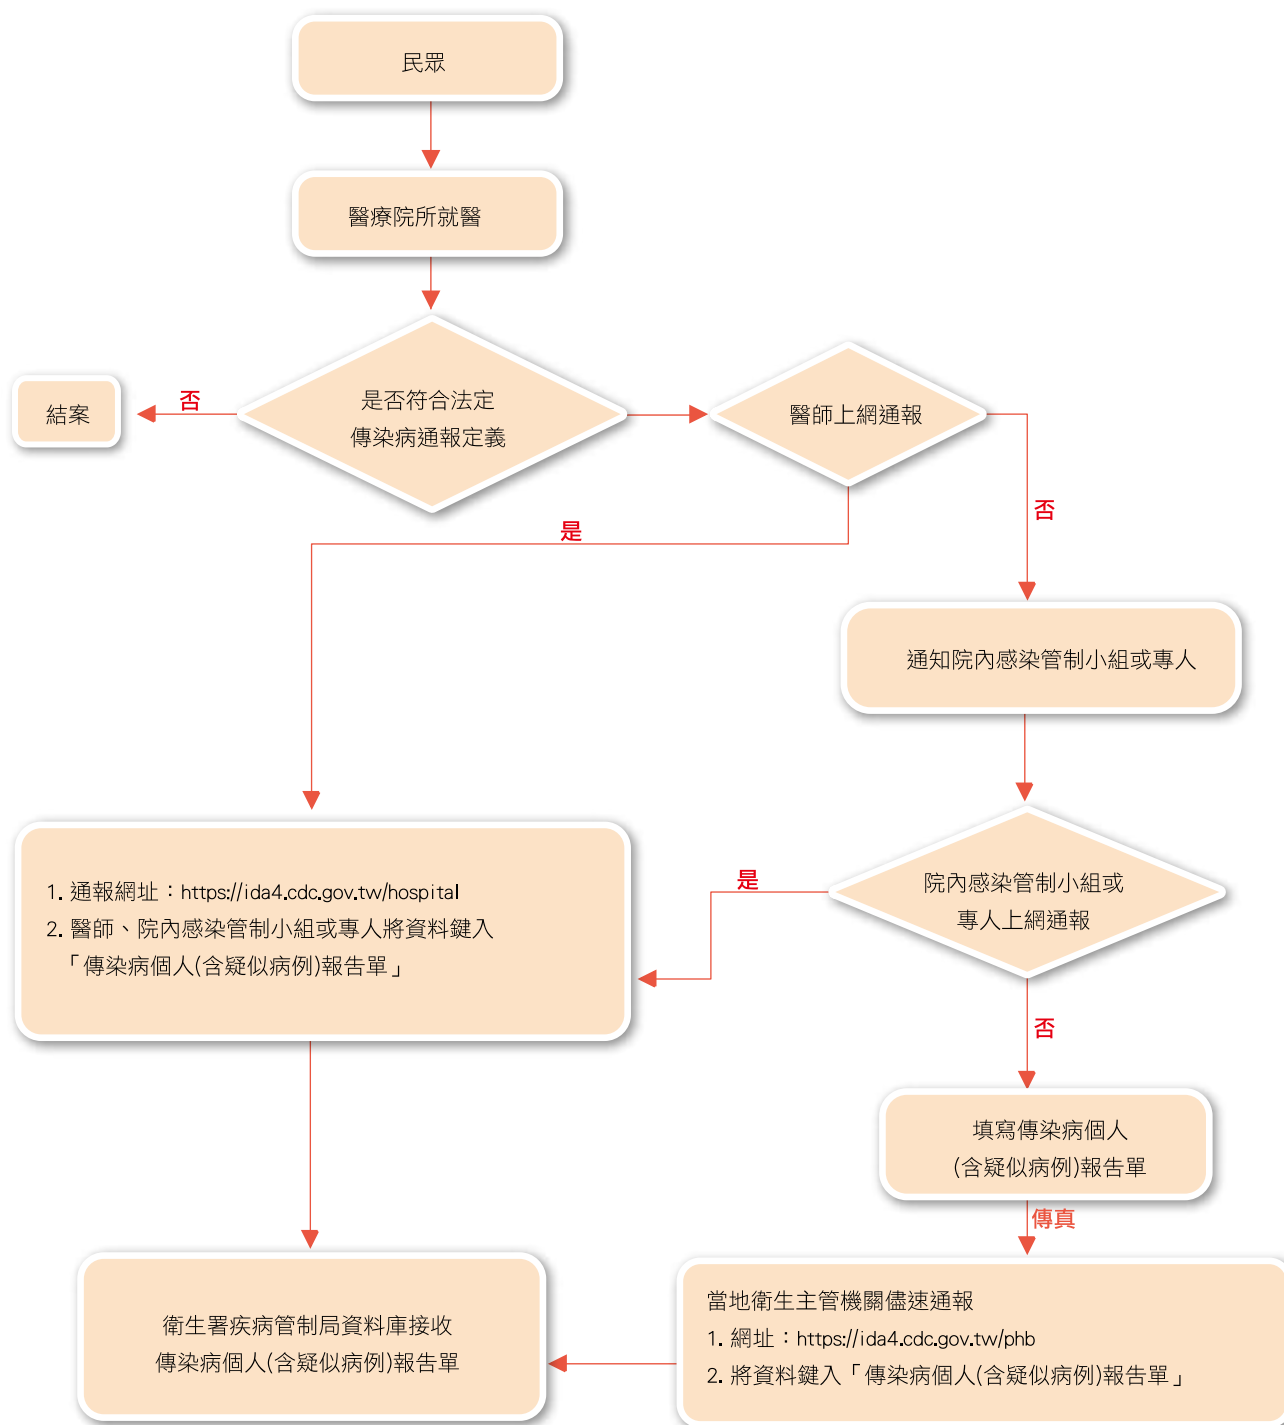 民眾
醫療院所就醫
是否符合法定
傳染病通報定義
否
結案
醫師上網通報
是
否
通知院內感染管制小組或專人
院內感染管制小組或
專人上網通報
是
1. 通報網址：https://ida4.cdc.gov.tw/hospital
2. 醫師、院內感染管制小組或專人將資料鍵入
「傳染病個人(含疑似病例)報告單」
否
填寫傳染病個人
(含疑似病例)報告單
傳真
當地衛生主管機關儘速通報
1. 網址：https://ida4.cdc.gov.tw/phb
2. 將資料鍵入「傳染病個人(含疑似病例)報告單」
衛生署疾病管制局資料庫接收
傳染病個人(含疑似病例)報告單